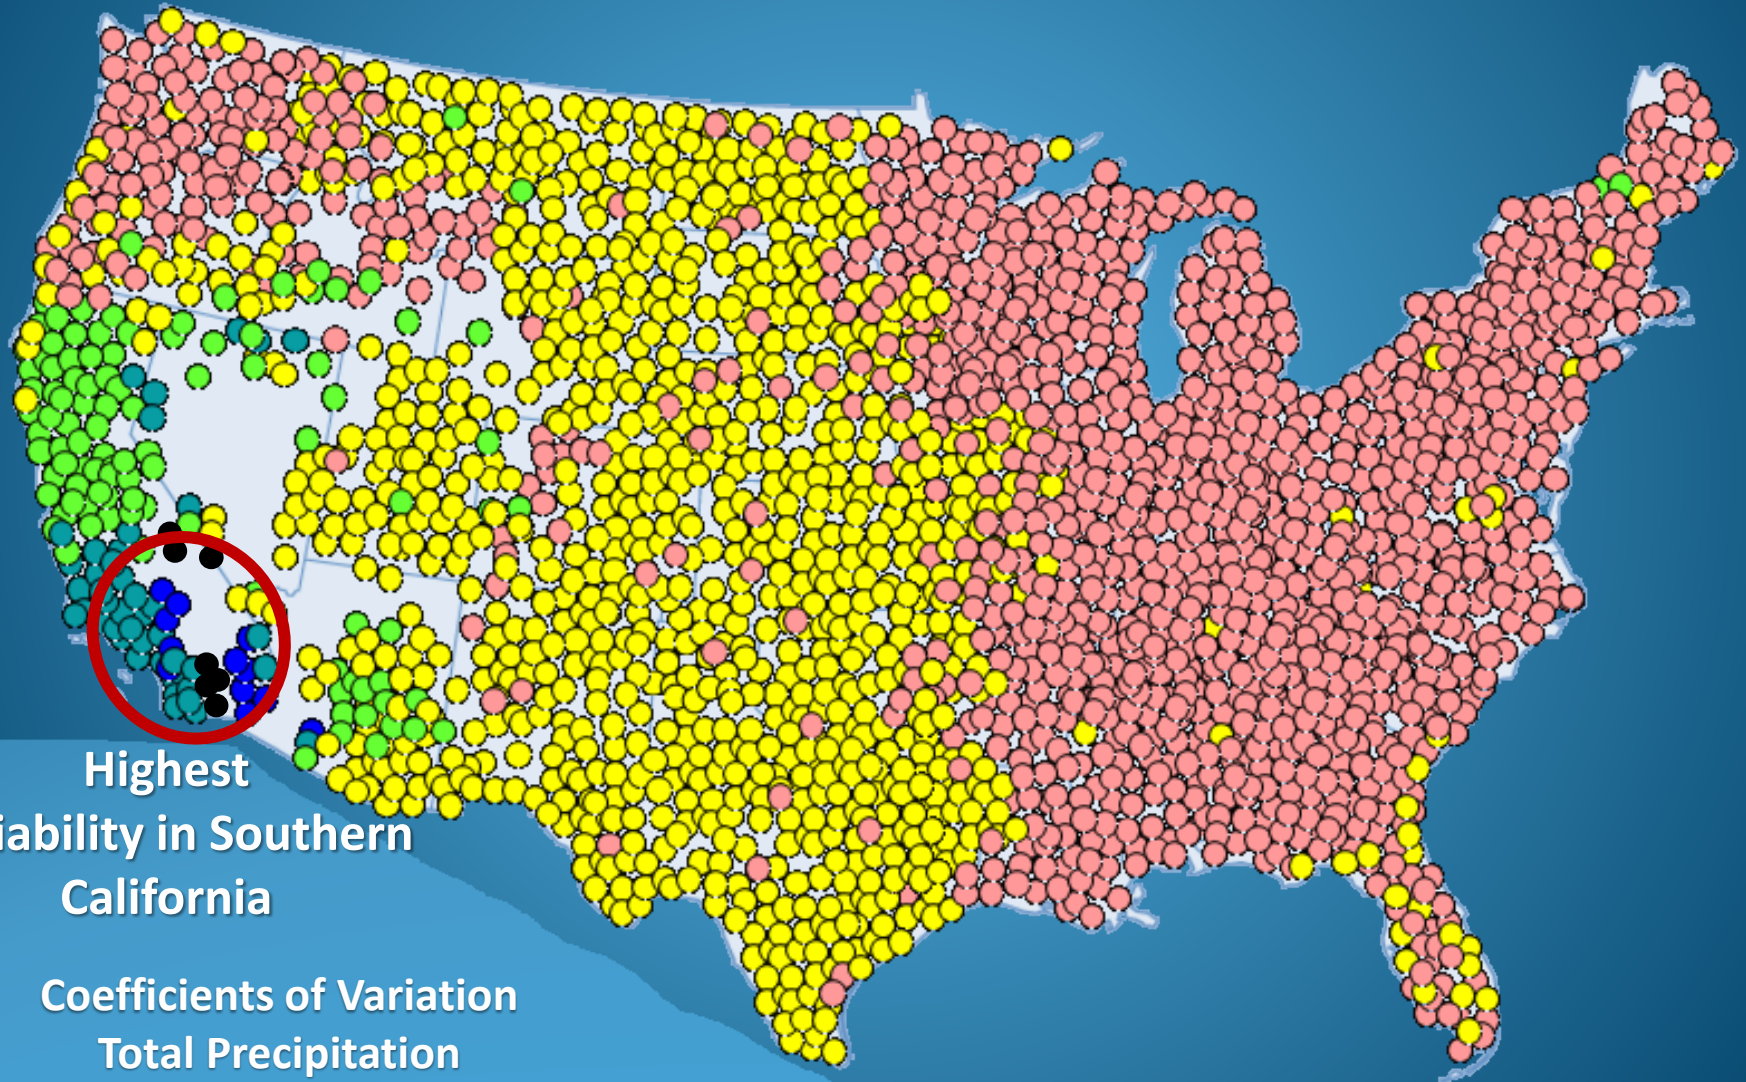 Highest
iability in Southern
California
Coefficients of Variation
Total Precipitation